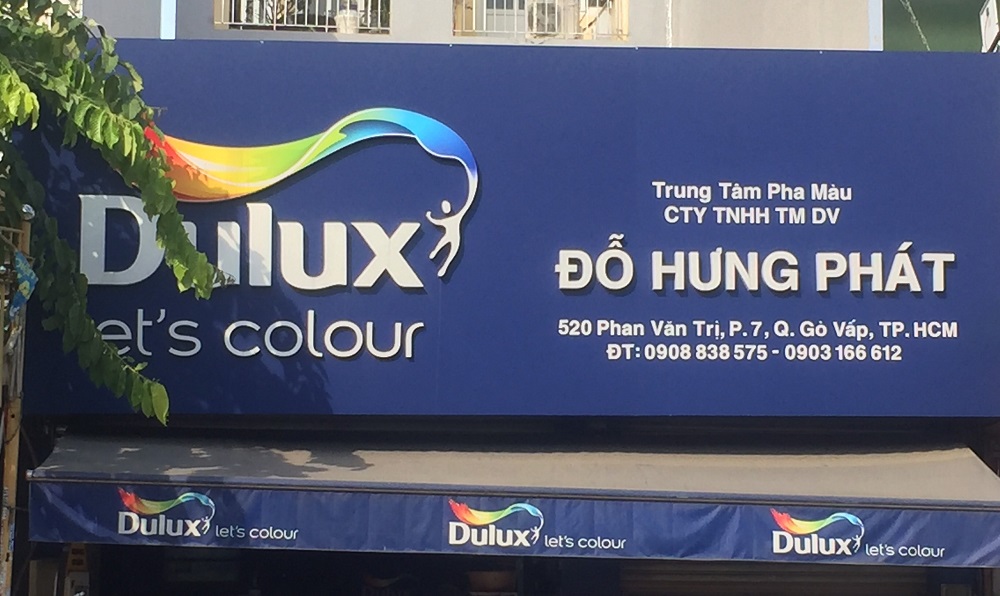 Dulux
let's colour
Trung Tâm Pha Màu
CTY TNHH TM DV
ĐỖ HƯNG PHÁT
520 Phan Văn Trị, P. 7, Q. Gò Vấp, TP. HCM
ĐT: 0908 838 575 - 0903 166 612
Dulux let's colour
Dulux let's colour
Dulux let's colour